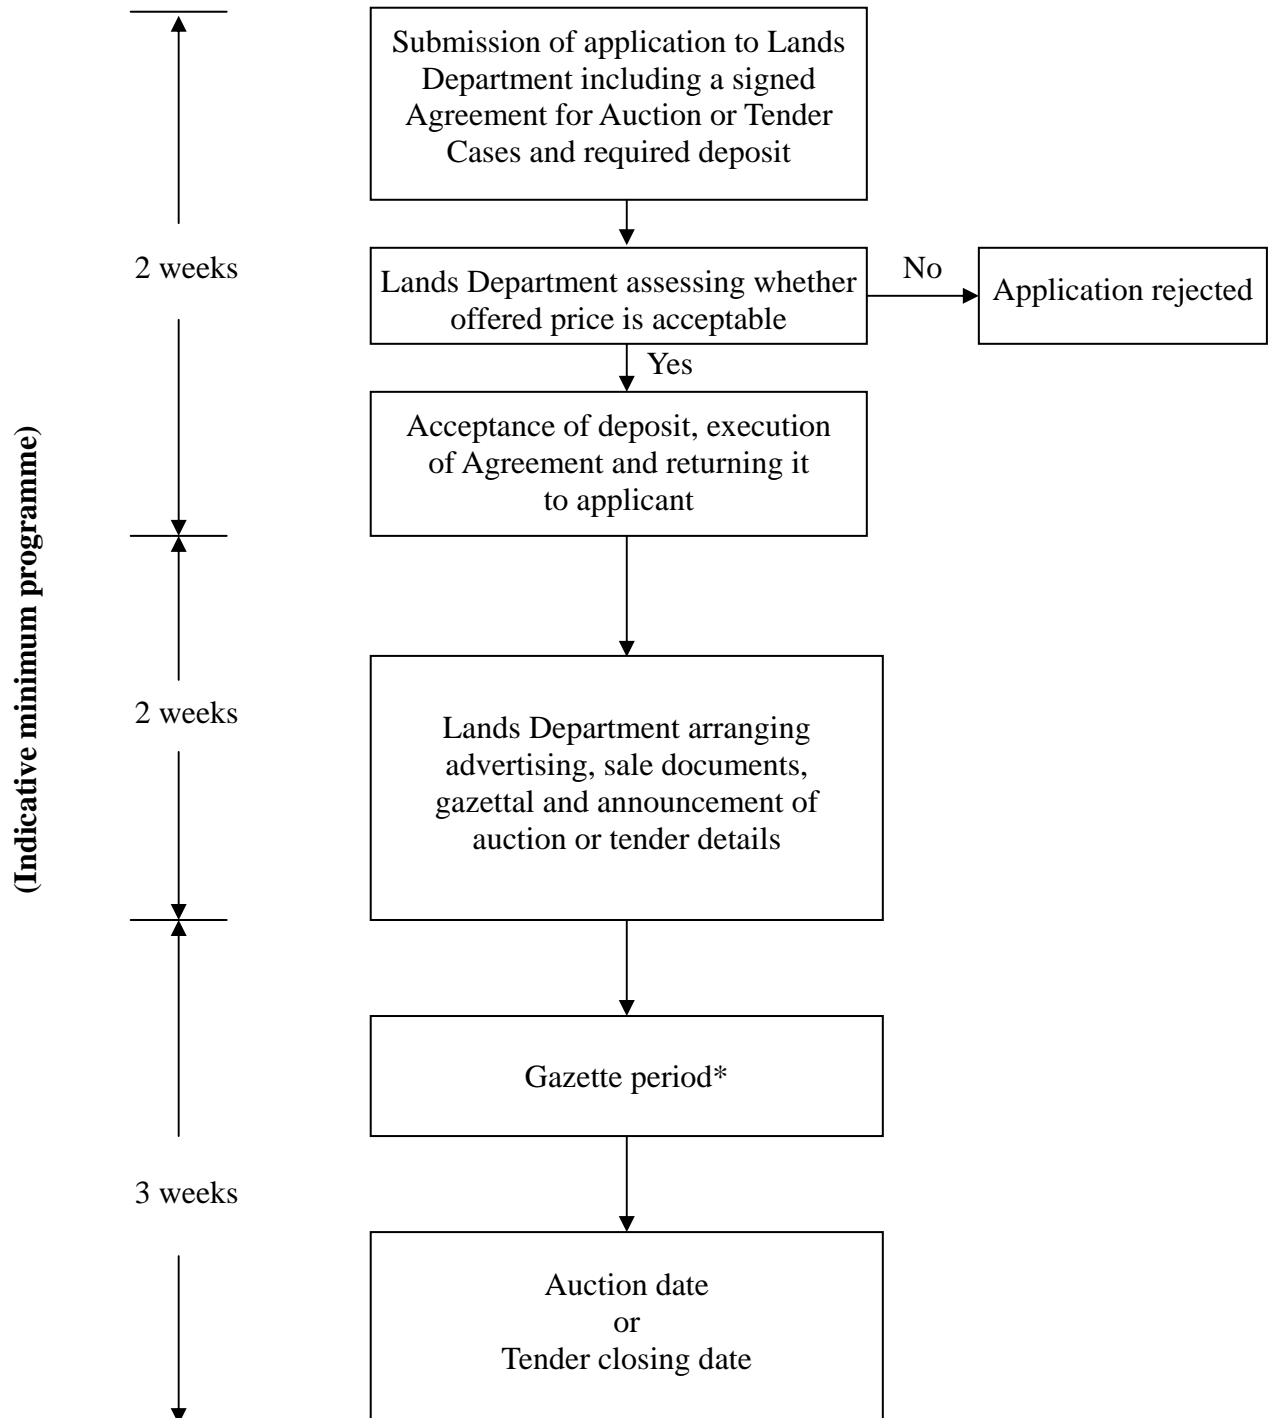 Submission of application to Lands
Department including a signed
Agreement for Auction or Tender
Cases and required deposit
2 weeks
Lands Department assessing whether
offered price is acceptable
No
Application rejected
Yes
Acceptance of deposit, execution
of Agreement and returning it
to applicant
(Indicative minimum programme)
2 weeks
Lands Department arranging
advertising, sale documents,
gazettal and announcement of
auction or tender details
Gazette period*
3 weeks
Auction date
or
Tender closing date